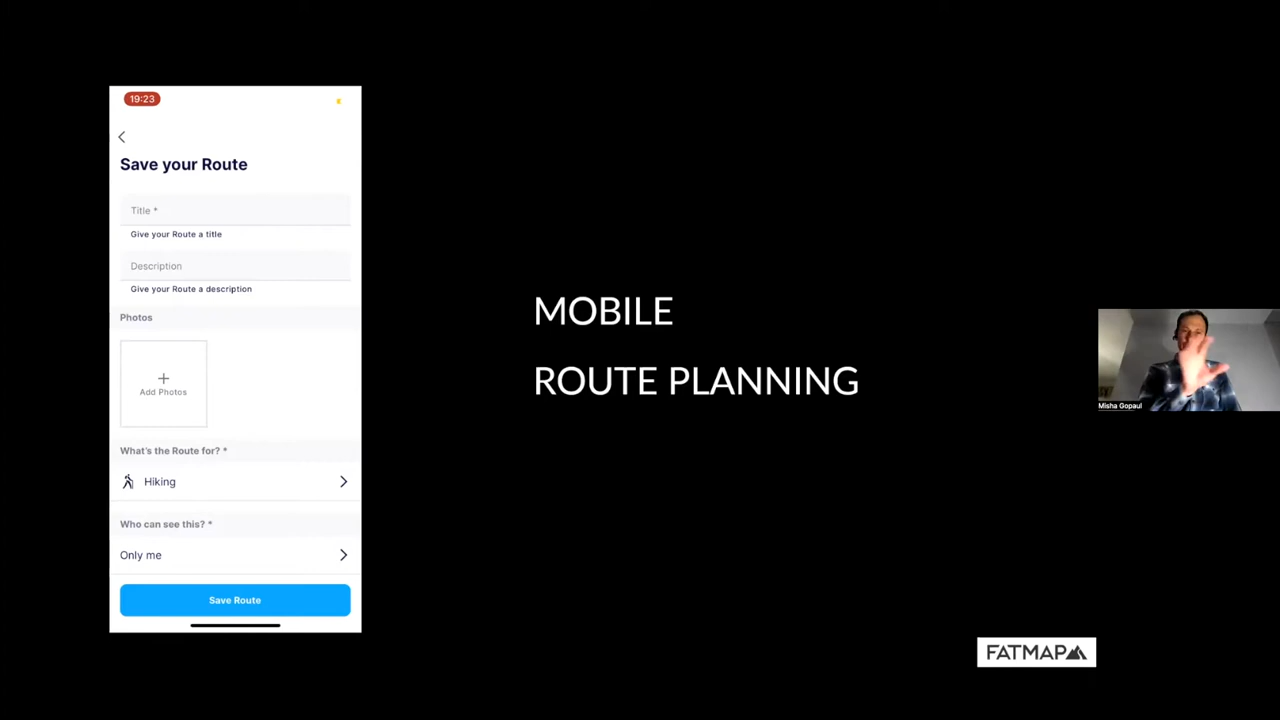 19:23
Save your Route
Title *
Give your Route a title
Description
Give your Route a description
Photos
Add Photos
What's the Route for? *
Hiking
Who can see this? *
Only me
Save Route
MOBILE
ROUTE PLANNING
Misha Gopaul
FATMAP